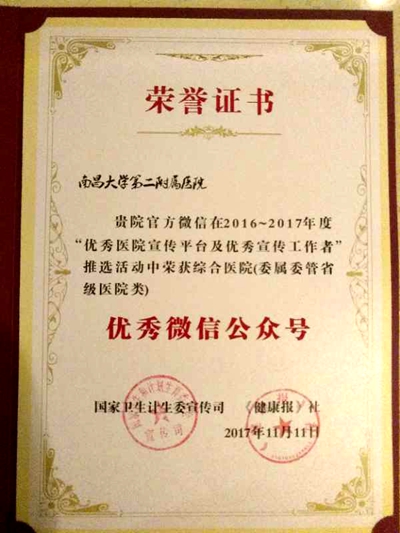 荣誉证书
南昌大学第二附属医院
贵院官方微信在2016~2017年度
“优秀医院宣传平台及优秀宣传工作者”
推选活动中荣获综合医院(委属委管省
级医院类)
优秀微信公众号
国家卫生计生委宣传司 《健康报》社
2017年11月11日